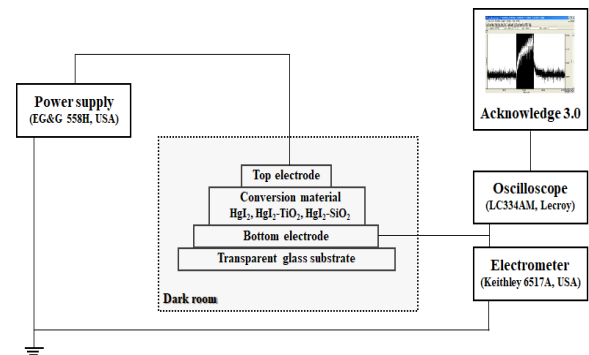 Acknowledge 3.0
Power supply
(EG&G 558H, USA)
Top electrode
Conversion material
HgI₂, HgI₂-TiO₂, HgI₂-SiO₂
Bottom electrode
Transparent glass substrate
Dark room
Oscilloscope
(LC334AM, Lecroy)
Electrometer
(Keithley 6517A, USA)